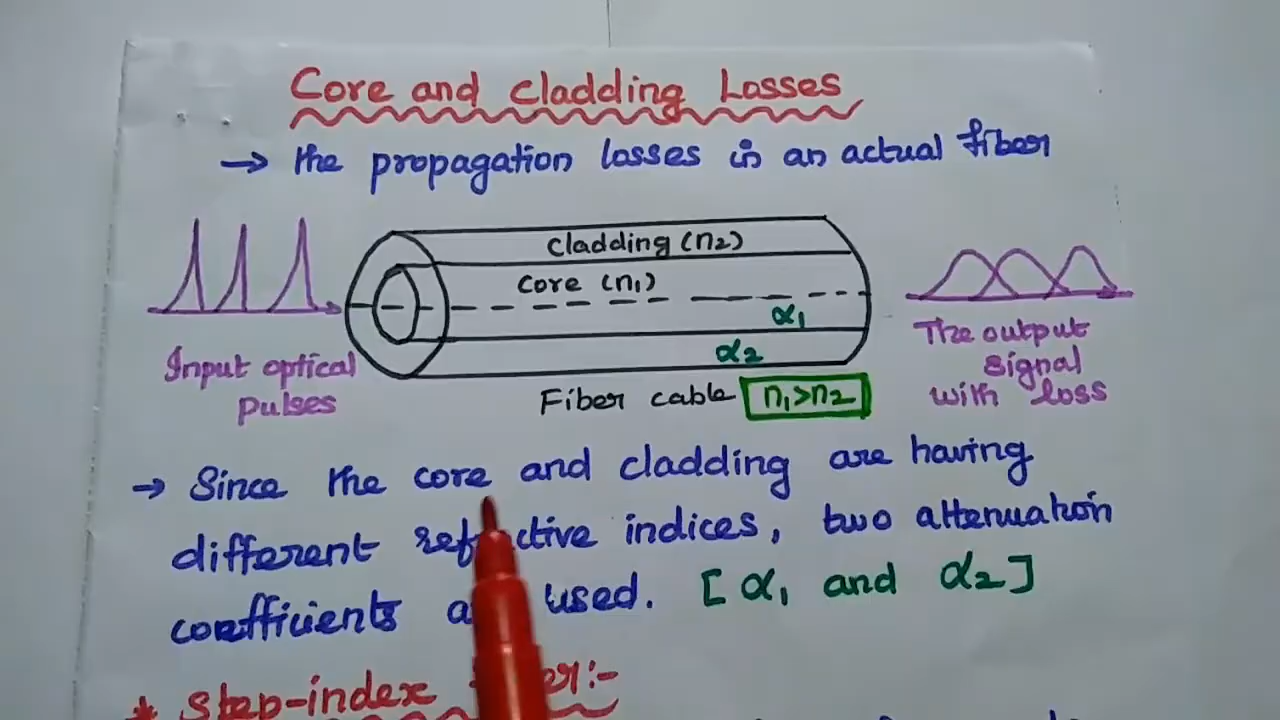 Core and cladding Losses
→ the propagation losses in an actual fiber
cladding (n2)
core (n1)
α1
α2
Input optical
pulses
Fiber cable n1>n2
The output
signal
with loss
→ Since the core and cladding are having
different indices, two attenuation
coefficients used. [α1 and α2]
* Step-index :-